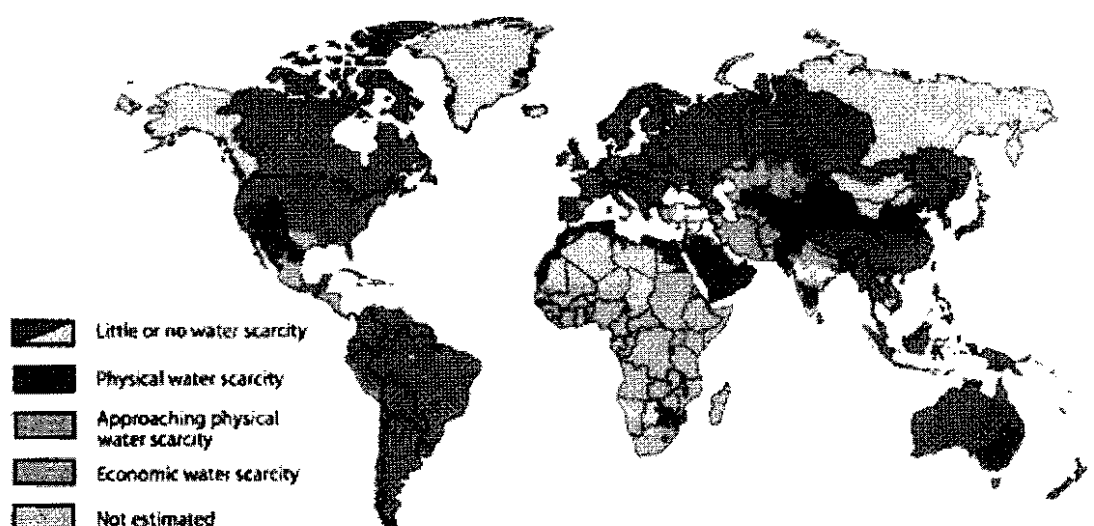 Little or no water scarcity
Physical water scarcity
Approaching physical
water scarcity
Economic water scarcity
Not estimated